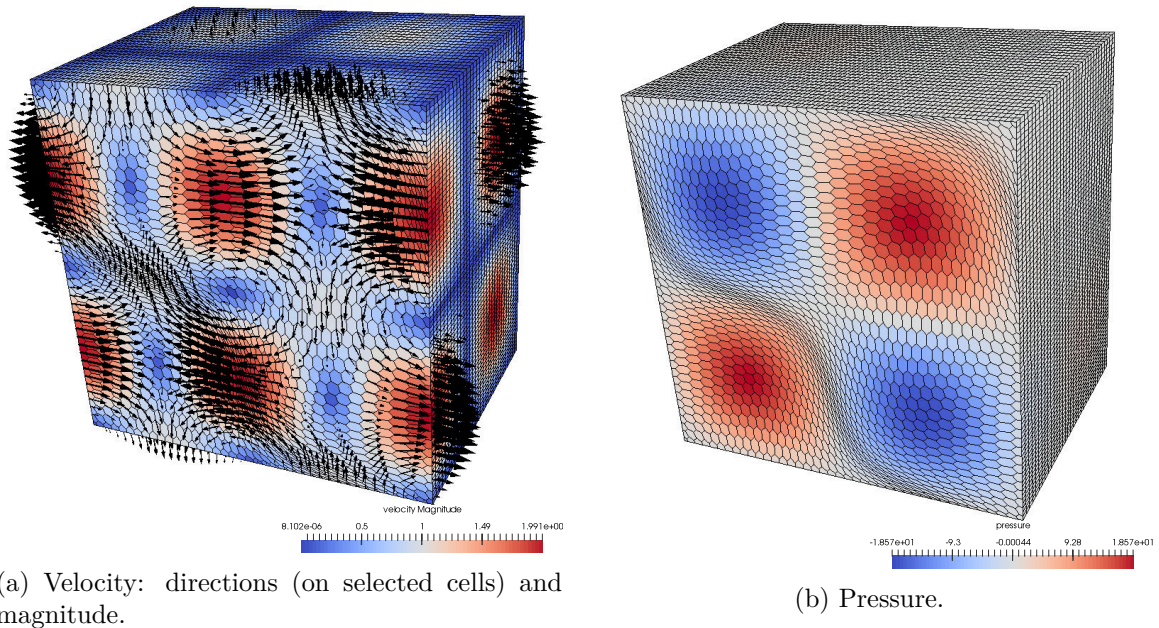 velocity Magnitude
8.102e-06 0.5 1 1.49 1.991e+00
(a) Velocity: directions (on selected cells) and
magnitude.
pressure
-1.857e+01 -9.3 -0.00044 9.28 1.857e+01
(b) Pressure.